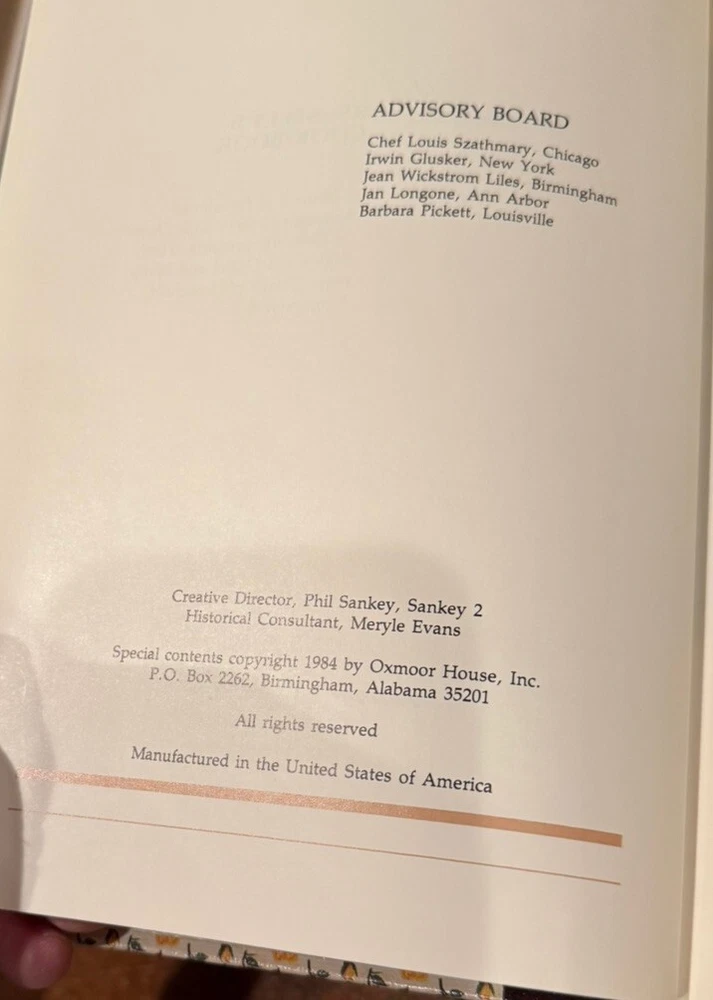 ADVISORY BOARD
Chef Louis Szathmary, Chicago
Irwin Glusker, New York
Jean Wickstrom Liles, Birmingham
Jan Longone, Ann Arbor
Barbara Pickett, Louisville
Creative Director, Phil Sankey, Sankey 2
Historical Consultant, Meryle Evans
Special contents copyright 1984 by Oxmoor House, Inc.
P.O. Box 2262, Birmingham, Alabama 35201
All rights reserved
Manufactured in the United States of America